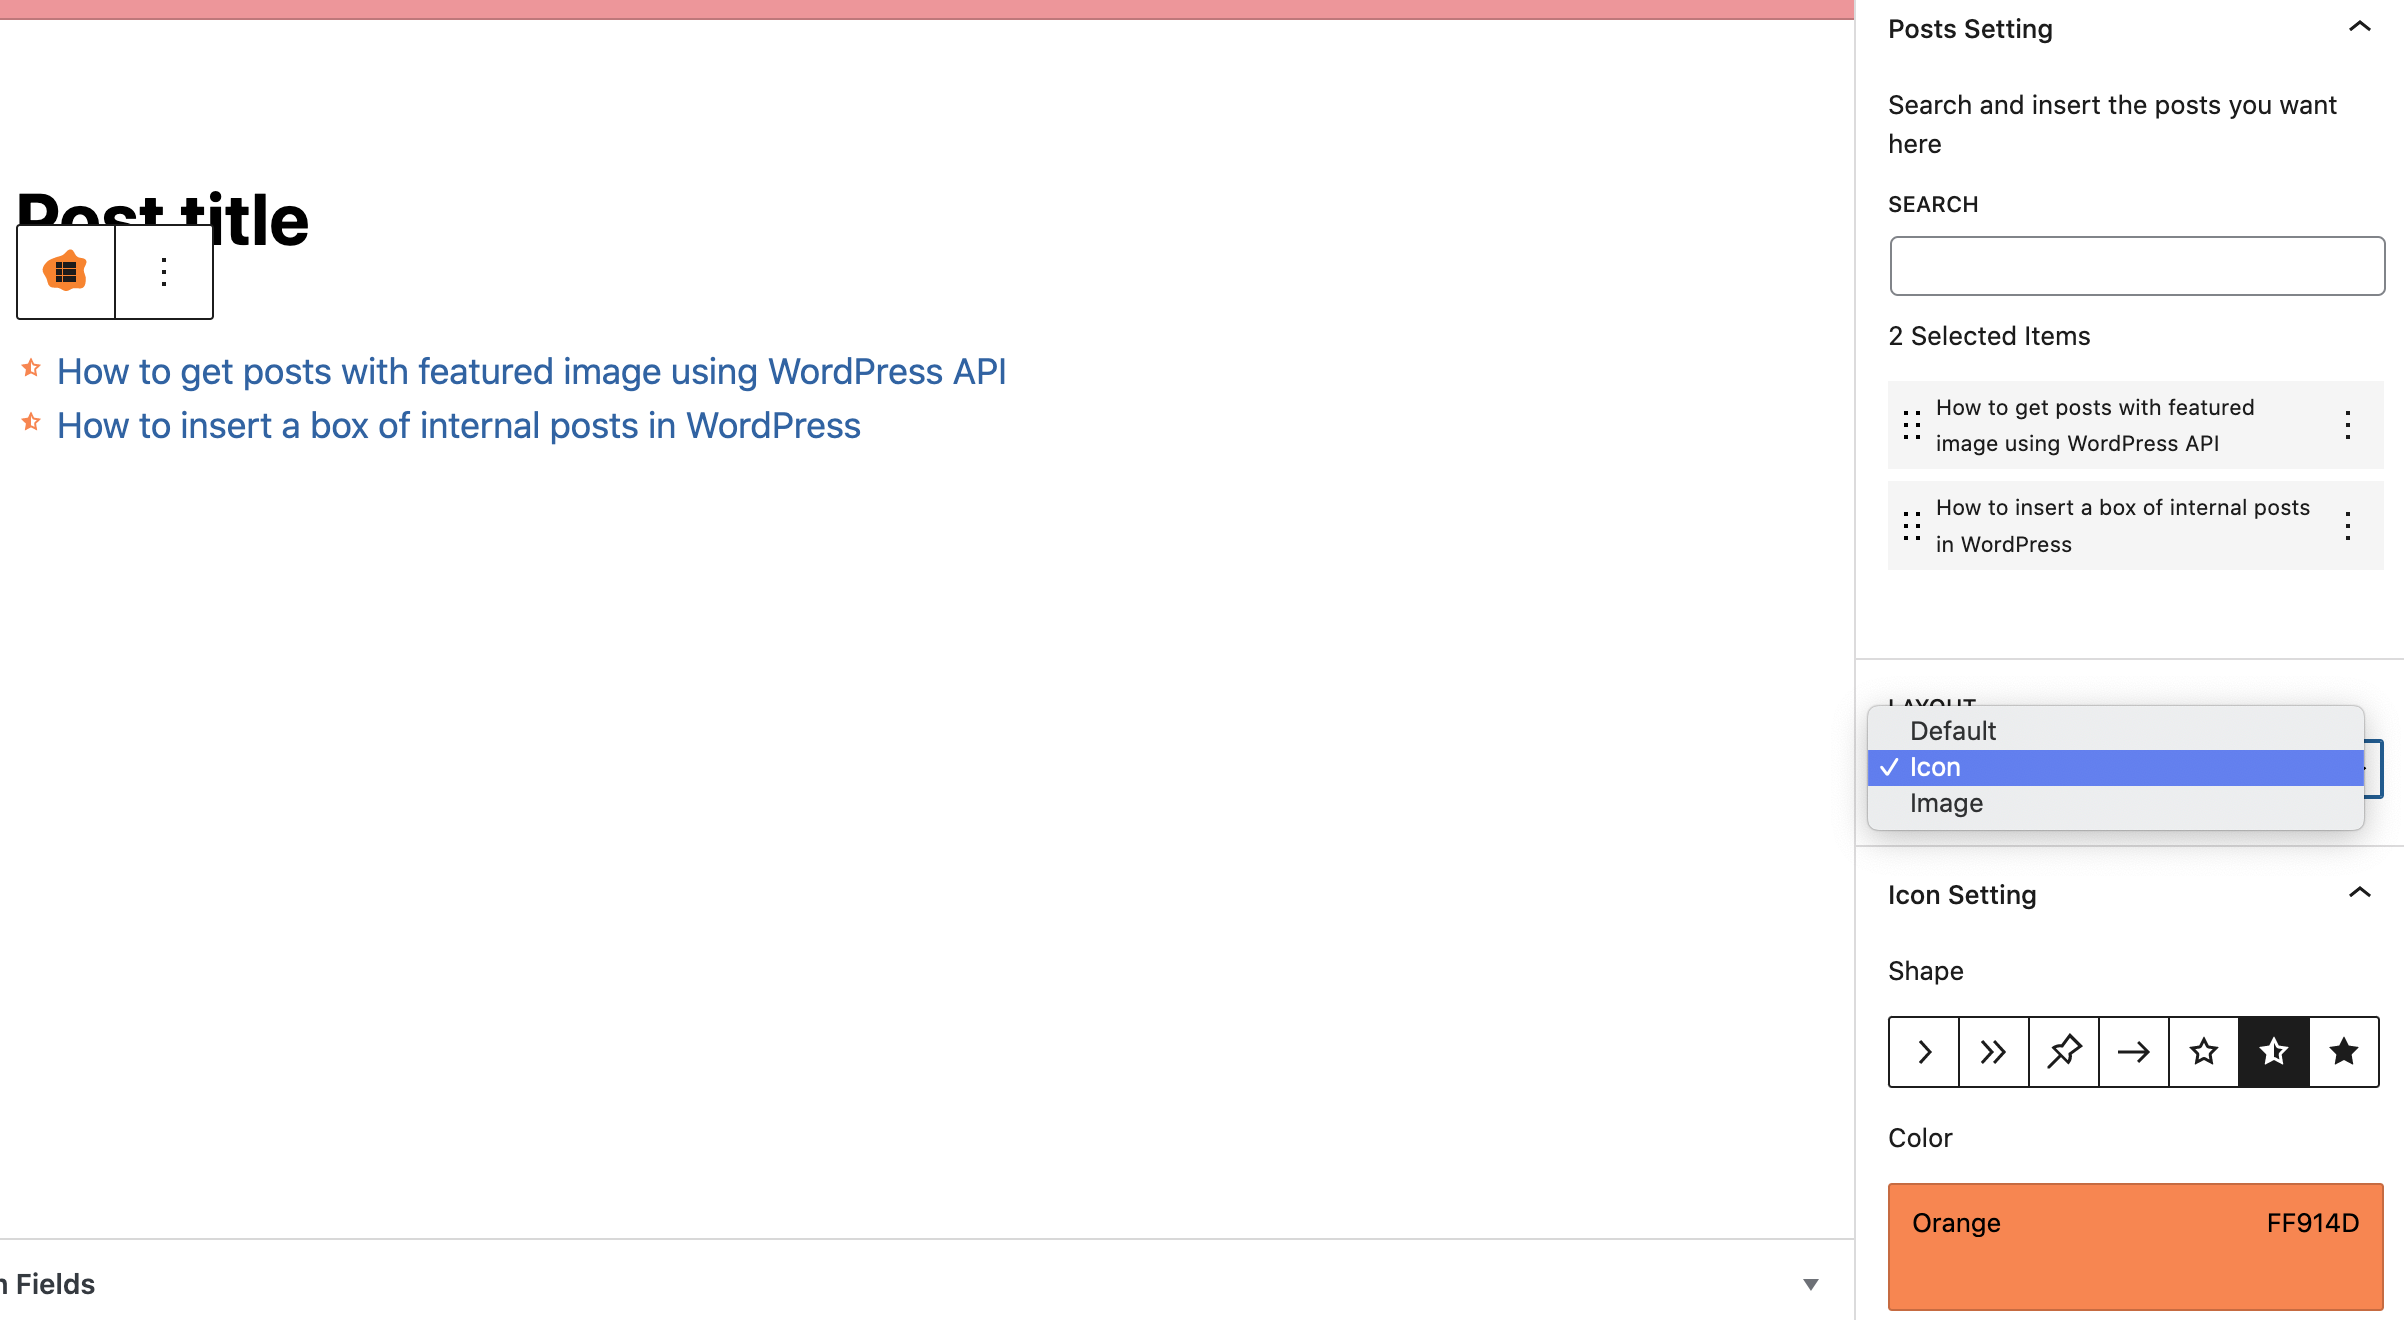 Post title
How to get posts with featured image using WordPress API
How to insert a box of internal posts in WordPress
Fields
Posts Setting
Search and insert the posts you want
here
SEARCH
2 Selected Items
How to get posts with featured
image using WordPress API
How to insert a box of internal posts
in WordPress
LAYOUT
Default
Icon
Image
Icon Setting
Shape
Color
Orange FF914D